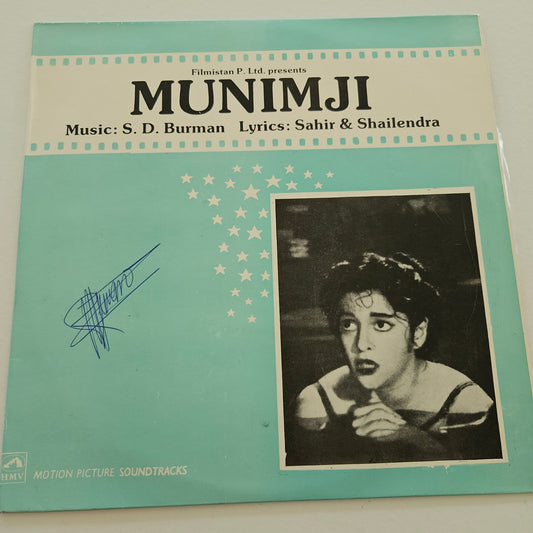 Filmistan P. Ltd. presents
MUNIMJI
Music: S. D. Burman Lyrics: Sahir & Shailendra
HMV
MOTION PICTURE SOUNDTRACKS